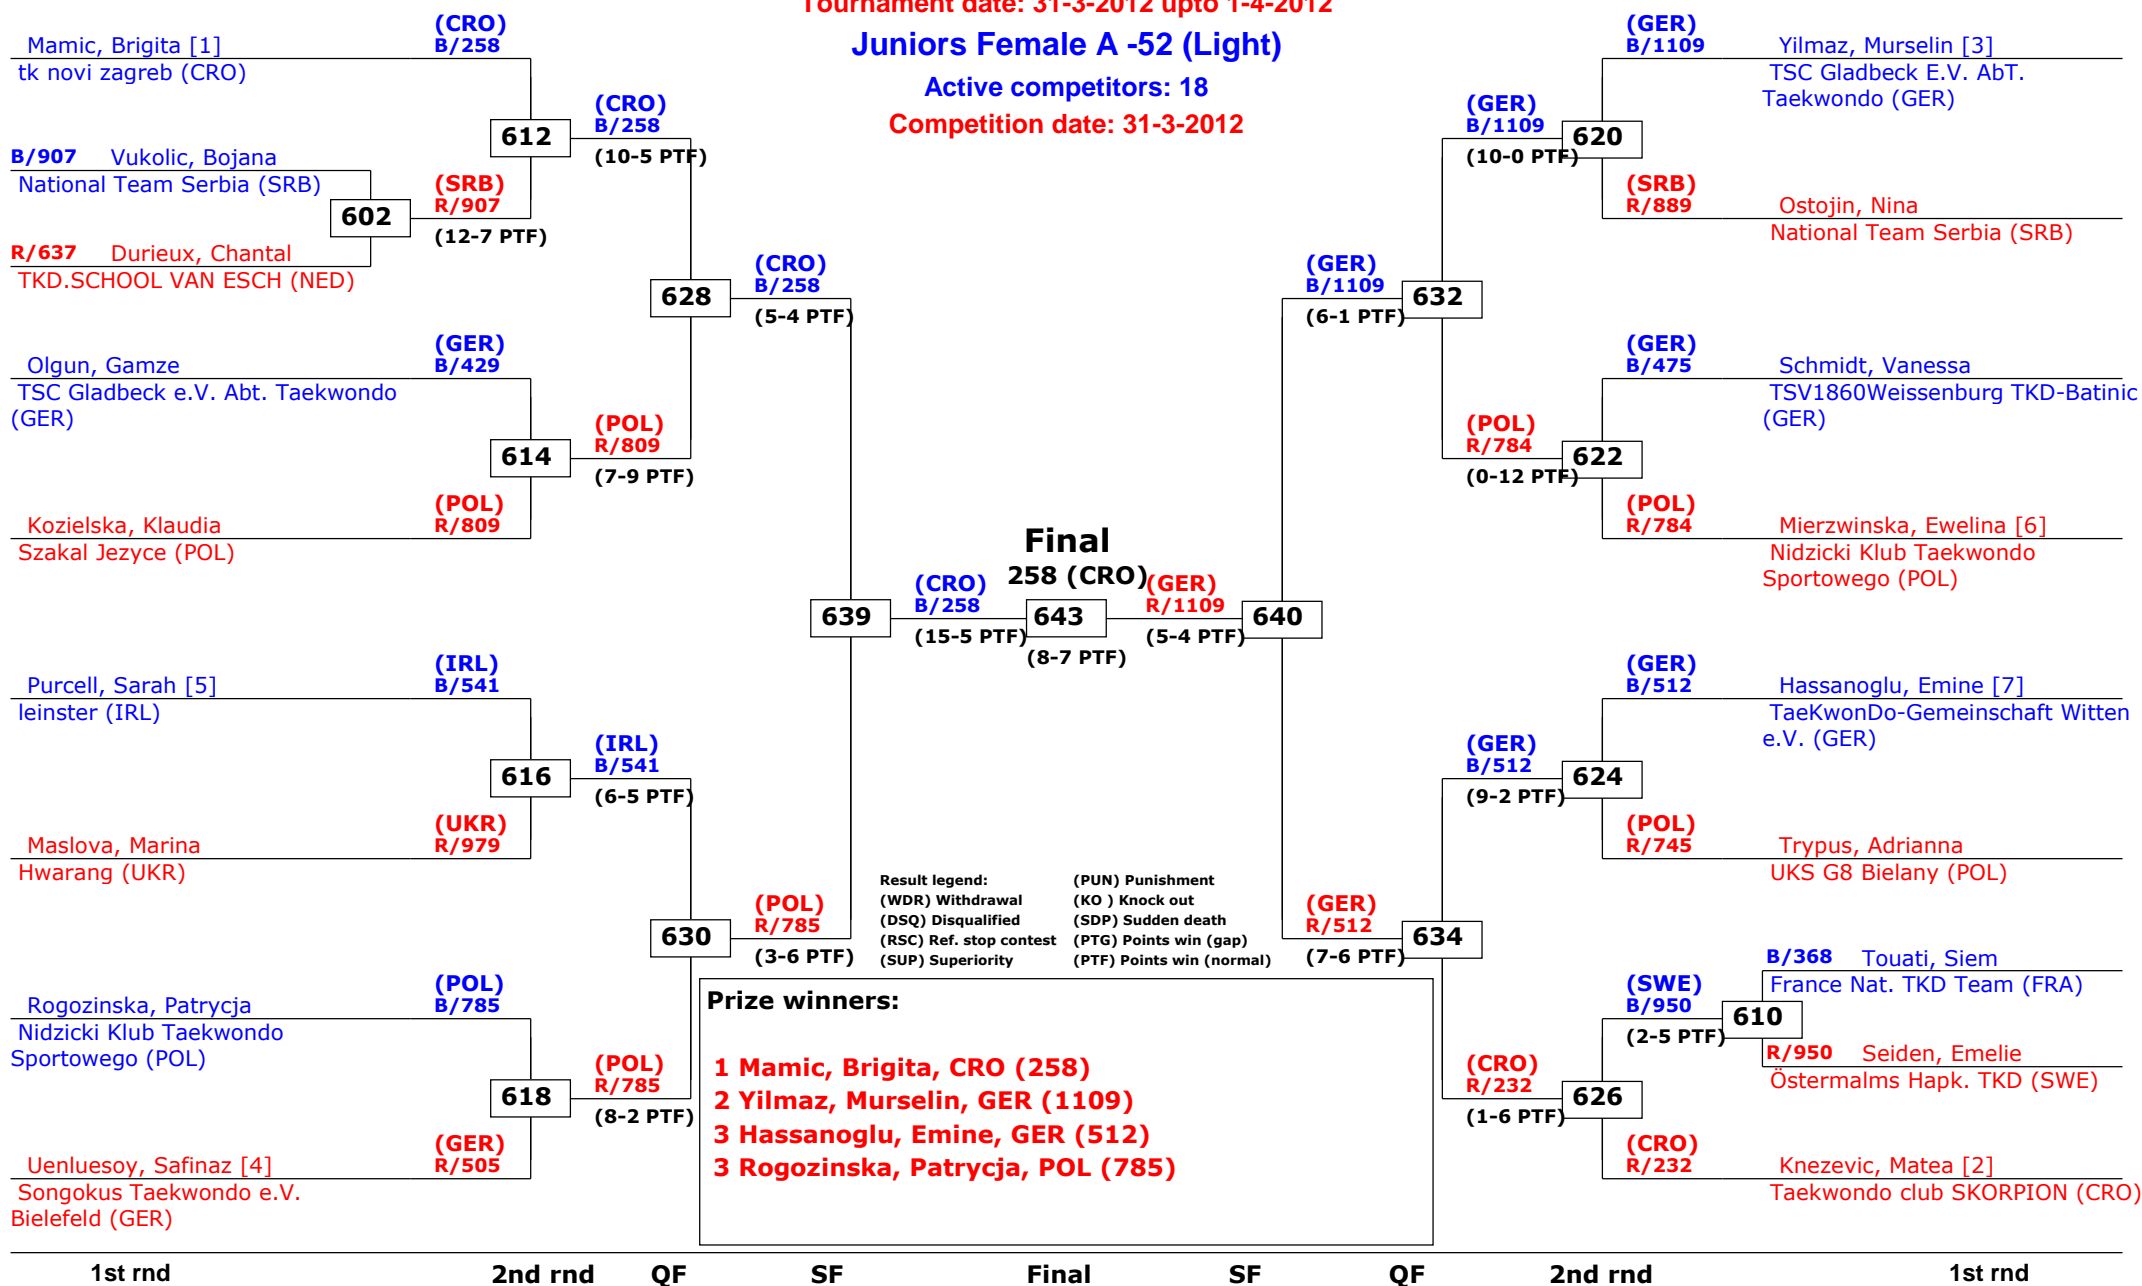 Tournament date: 31-3-2012 upto 1-4-2012
Juniors Female A -52 (Light)
Active competitors: 18
Competition date: 31-3-2012
Mamic, Brigita [1]
tk novi zagreb (CRO)
(CRO)
B/258
B/907 Vukolic, Bojana
National Team Serbia (SRB)
602
R/637 Durieux, Chantal
TKD.SCHOOL VAN ESCH (NED)
(SRB)
R/907
(12-7 PTF)
612
(CRO)
B/258
(10-5 PTF)
Olgun, Gamze
TSC Gladbeck e.V. Abt. Taekwondo
(GER)
(GER)
B/429
614
Kozielska, Klaudia
Szakal Jezyce (POL)
(POL)
R/809
(POL)
R/809
(7-9 PTF)
628
(CRO)
B/258
(5-4 PTF)
Purcell, Sarah [5]
leinster (IRL)
(IRL)
B/541
616
Maslova, Marina
Hwarang (UKR)
(UKR)
R/979
(IRL)
B/541
(6-5 PTF)
Rogozinska, Patrycja
Nidzicki Klub Taekwondo
Sportowego (POL)
(POL)
B/785
618
Uenluesoy, Safinaz [4]
Songokus Taekwondo e.V.
Bielefeld (GER)
(GER)
R/505
(POL)
R/785
(8-2 PTF)
630
(POL)
R/785
(3-6 PTF)
639
(CRO)
B/258
(15-5 PTF)
Final
258 (CRO)
643
(8-7 PTF)
(GER)
R/1109
(5-4 PTF)
640
(GER)
B/1109
(6-1 PTF)
632
(GER)
B/1109
(10-0 PTF)
620
(GER)
B/1109
Yilmaz, Murselin [3]
TSC Gladbeck E.V. AbT.
Taekwondo (GER)
(SRB)
R/889
Ostojin, Nina
National Team Serbia (SRB)
(POL)
R/784
(0-12 PTF)
622
(GER)
B/475
Schmidt, Vanessa
TSV1860Weissenburg TKD-Batinic
(GER)
(POL)
R/784
Mierzwinska, Ewelina [6]
Nidzicki Klub Taekwondo
Sportowego (POL)
(GER)
R/512
(7-6 PTF)
634
(GER)
B/512
(9-2 PTF)
624
(GER)
B/512
Hassanoglu, Emine [7]
TaeKwonDo-Gemeinschaft Witten
e.V. (GER)
(POL)
R/745
Trypus, Adrianna
UKS G8 Bielany (POL)
(CRO)
R/232
(1-6 PTF)
626
(SWE)
B/950
(2-5 PTF)
610
B/368 Touati, Siem
France Nat. TKD Team (FRA)
R/950 Seiden, Emelie
Östermalms Hapk. TKD (SWE)
(CRO)
R/232
Knezevic, Matea [2]
Taekwondo club SKORPION (CRO)
Result legend: (PUN) Punishment
(WDR) Withdrawal (KO ) Knock out
(DSQ) Disqualified (SDP) Sudden death
(RSC) Ref. stop contest (PTG) Points win (gap)
(SUP) Superiority (PTF) Points win (normal)
Prize winners:
1 Mamic, Brigita, CRO (258)
2 Yilmaz, Murselin, GER (1109)
3 Hassanoglu, Emine, GER (512)
3 Rogozinska, Patrycja, POL (785)
1st rnd 2nd rnd QF SF Final SF QF 2nd rnd 1st rnd